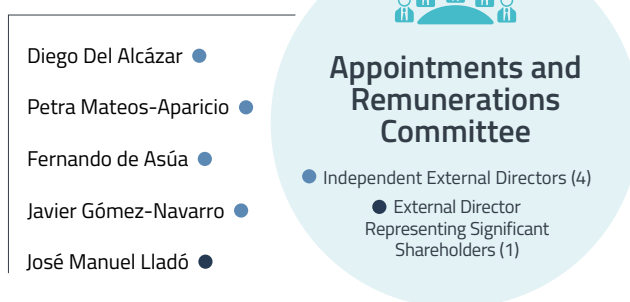 Diego Del Alcázar
Petra Mateos-Aparicio
Fernando de Asúa
Javier Gómez-Navarro
José Manuel Lladó
Appointments and
Remunerations
Committee
Independent External Directors (4)
External Director
Representing Significant
Shareholders (1)